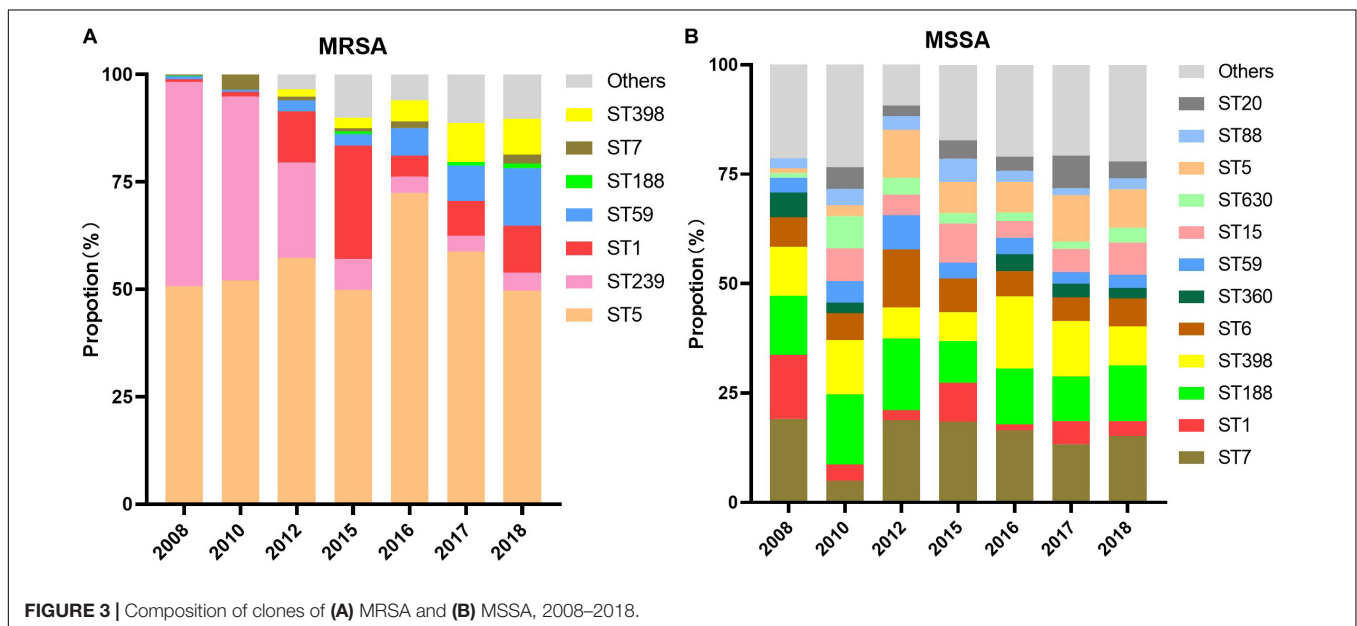 A
MRSA
Propotion (%)
100
75
50
25
0
2008
2010
2012
2015
2016
2017
2018
Others
ST398
ST7
ST188
ST59
ST1
ST239
ST5
B
MSSA
Propotion (%)
100
75
50
25
0
2008
2010
2012
2015
2016
2017
2018
Others
ST20
ST88
ST5
ST630
ST15
ST59
ST360
ST6
ST398
ST188
ST1
ST7
FIGURE 3 | Composition of clones of (A) MRSA and (B) MSSA, 2008–2018.